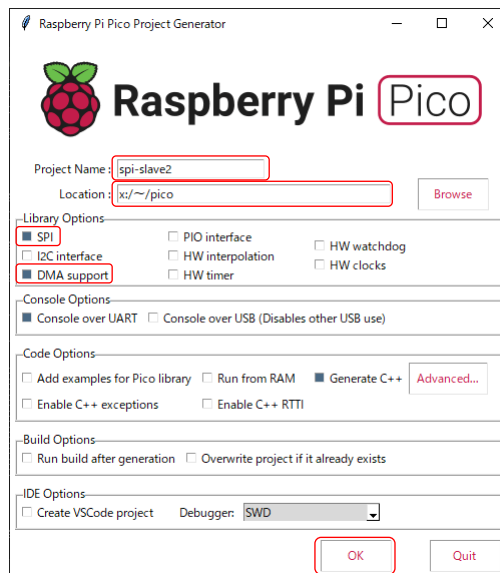 Raspberry Pi Pico Project Generator
Raspberry Pi Pico
Project Name : spi-slave2
Location : x:/～/pico Browse
Library Options
SPI PIO interface HW watchdog
I2C interface HW interpolation HW clocks
DMA support HW timer
Console Options
Console over UART Console over USB (Disables other USB use)
Code Options
Add examples for Pico library Run from RAM Generate C++ Advanced...
Enable C++ exceptions Enable C++ RTTI
Build Options
Run build after generation Overwrite project if it already exists
IDE Options
Create VSCode project Debugger: SWD
OK Quit